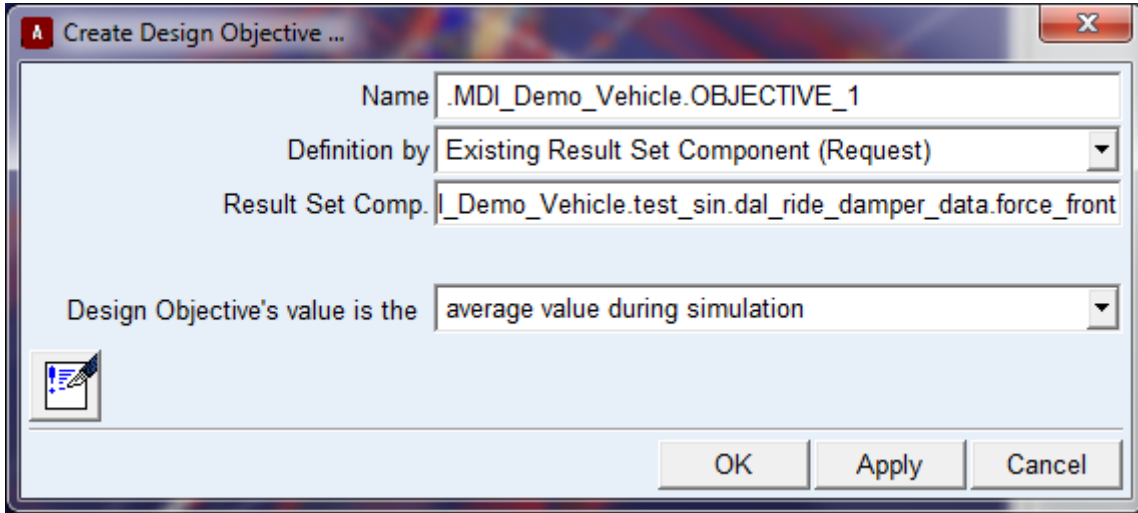 A Create Design Objective ...
Name .MDI_Demo_Vehicle.OBJECTIVE_1
Definition by Existing Result Set Component (Request)
Result Set Comp. l_Demo_Vehicle.test_sin.dal_ride_damper_data.force_front
Design Objective's value is the average value during simulation
OK Apply Cancel